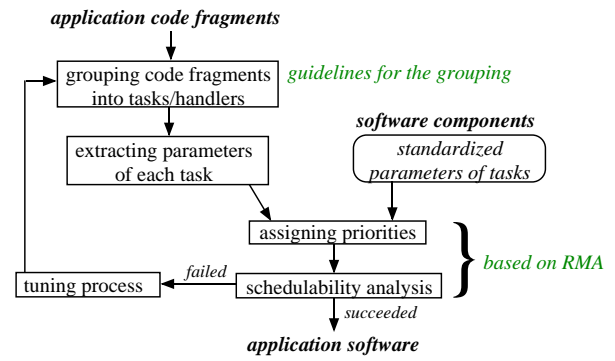 application code fragments
grouping code fragments
into tasks/handlers
guidelines for the grouping
software components
extracting parameters
of each task
standardized
parameters of tasks
assigning priorities
based on RMA
failed
tuning process
schedulability analysis
succeeded
application software